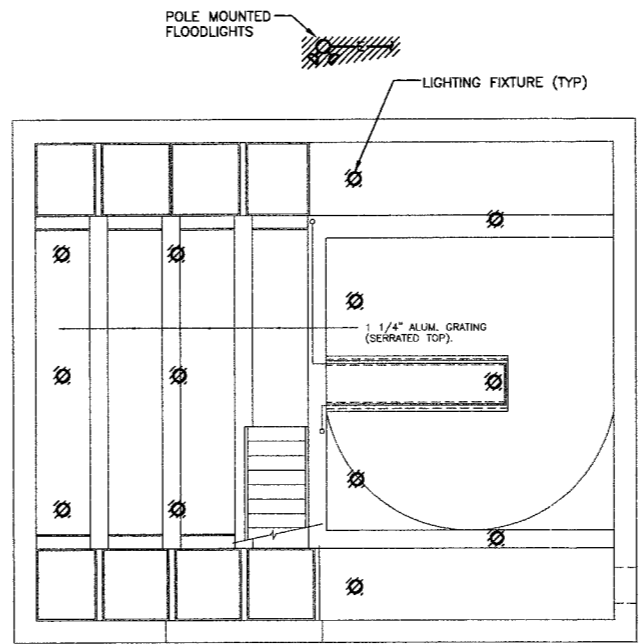 POLE MOUNTED
FLOODLIGHTS
LIGHTING FIXTURE (TYP)
1 1/4" ALUM. GRATING
(SERRATED TOP).